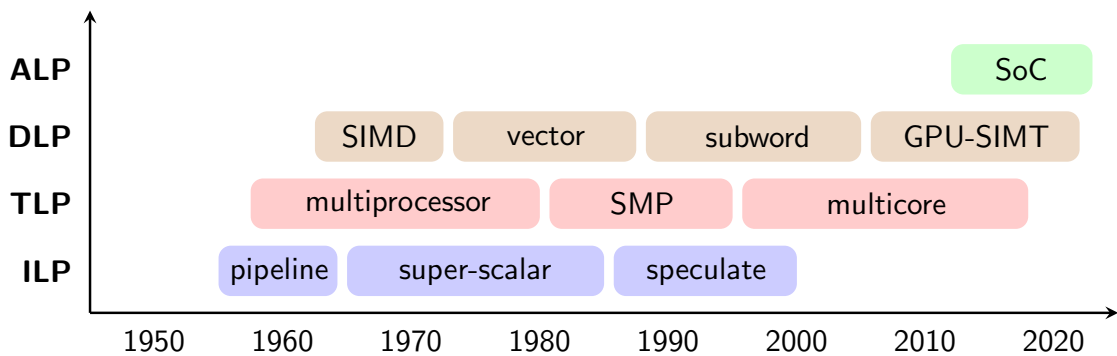 ALP SoC
DLP SIMD vector subword GPU-SIMT
TLP multiprocessor SMP multicore
ILP pipeline super-scalar speculate
1950 1960 1970 1980 1990 2000 2010 2020